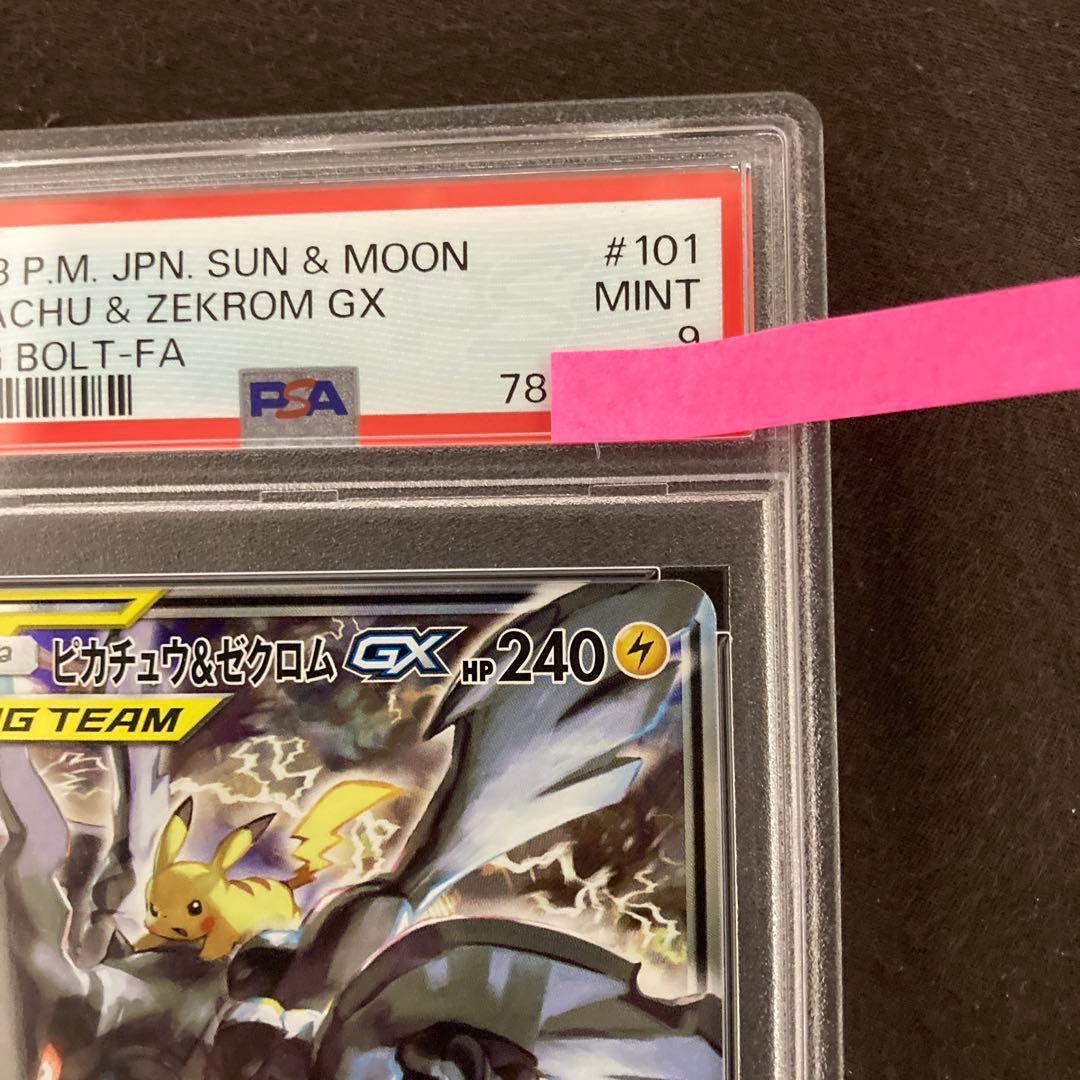 3 P.M. JPN. SUN & MOON #101
ACHU & ZEKROM GX MINT
G BOLT-FA 9
PSA 78
ピカチュウ&ゼクロム GX HP 240
G TEAM